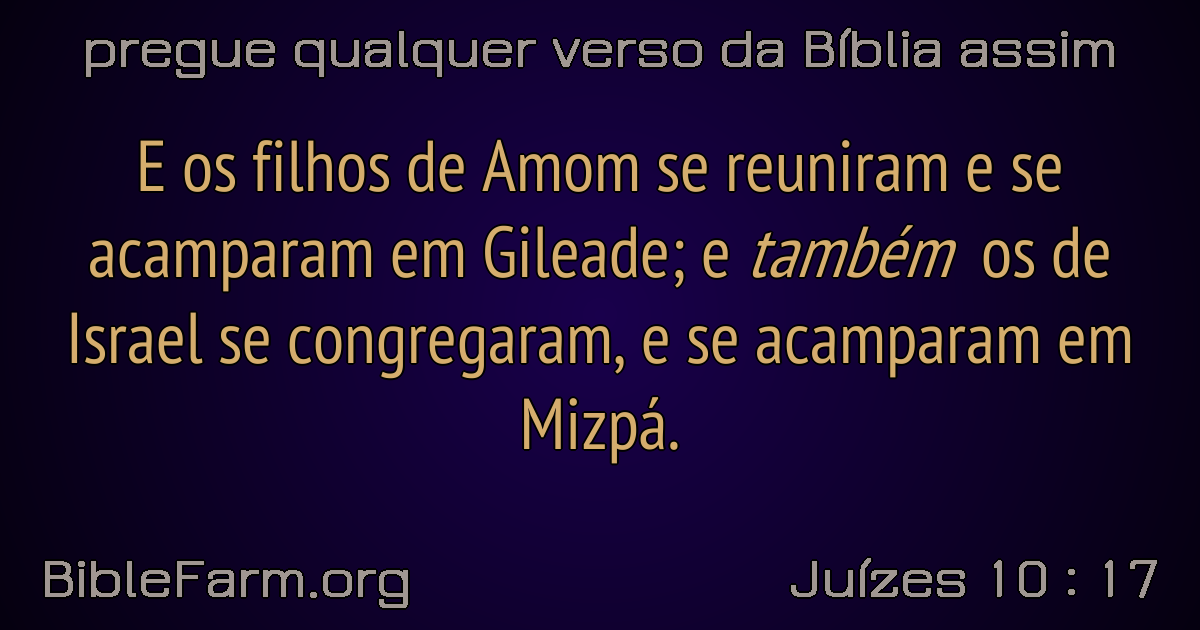 pregue qualquer verso da Bíblia assim
E os filhos de Amom se reuniram e se
acamparam em Gileade; e também os de
Israel se congregaram, e se acamparam em
Mizpá.
BibleFarm.org
Juízes 10 : 17